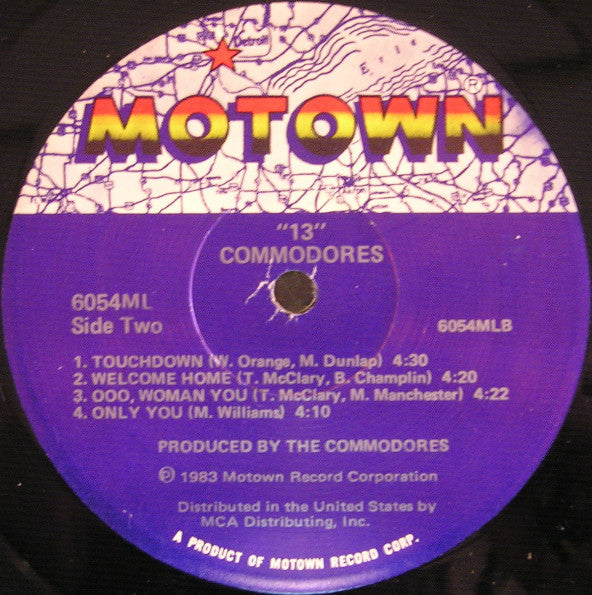 Detroit
Erie
MOTOWN®
"13"
COMMODORES
6054ML
Side Two
6054MLB
1. TOUCHDOWN (W. Orange, M. Dunlap) 4:30
2. WELCOME HOME (T. McClary, B. Champlin) 4:20
3. OOO, WOMAN YOU (T. McClary, M. Manchester) 4:22
4. ONLY YOU (M. Williams) 4:10
PRODUCED BY THE COMMODORES
℗ 1983 Motown Record Corporation
Distributed in the United States by
MCA Distributing, Inc.
A PRODUCT OF MOTOWN RECORD CORP.